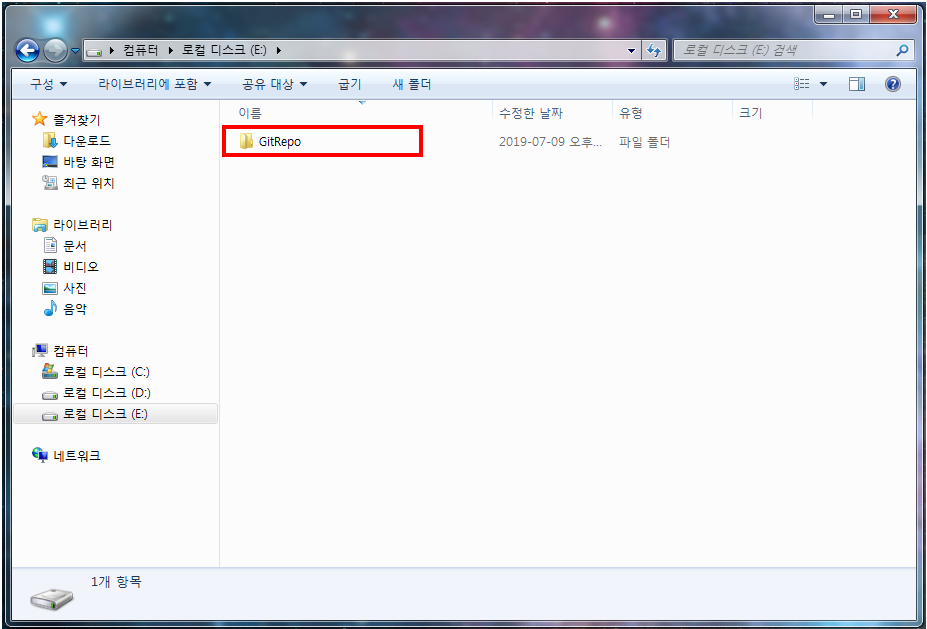 컴퓨터 로컬 디스크 (E:)
로컬 디스크 (E:) 검색
구성 라이브러리에 포함 공유 대상 굽기 새 폴더
이름 수정한 날짜 유형 크기
GitRepo 2019-07-09 오후... 파일 폴더
즐겨찾기
다운로드
바탕 화면
최근 위치
라이브러리
문서
비디오
사진
음악
컴퓨터
로컬 디스크 (C:)
로컬 디스크 (D:)
로컬 디스크 (E:)
네트워크
1개 항목